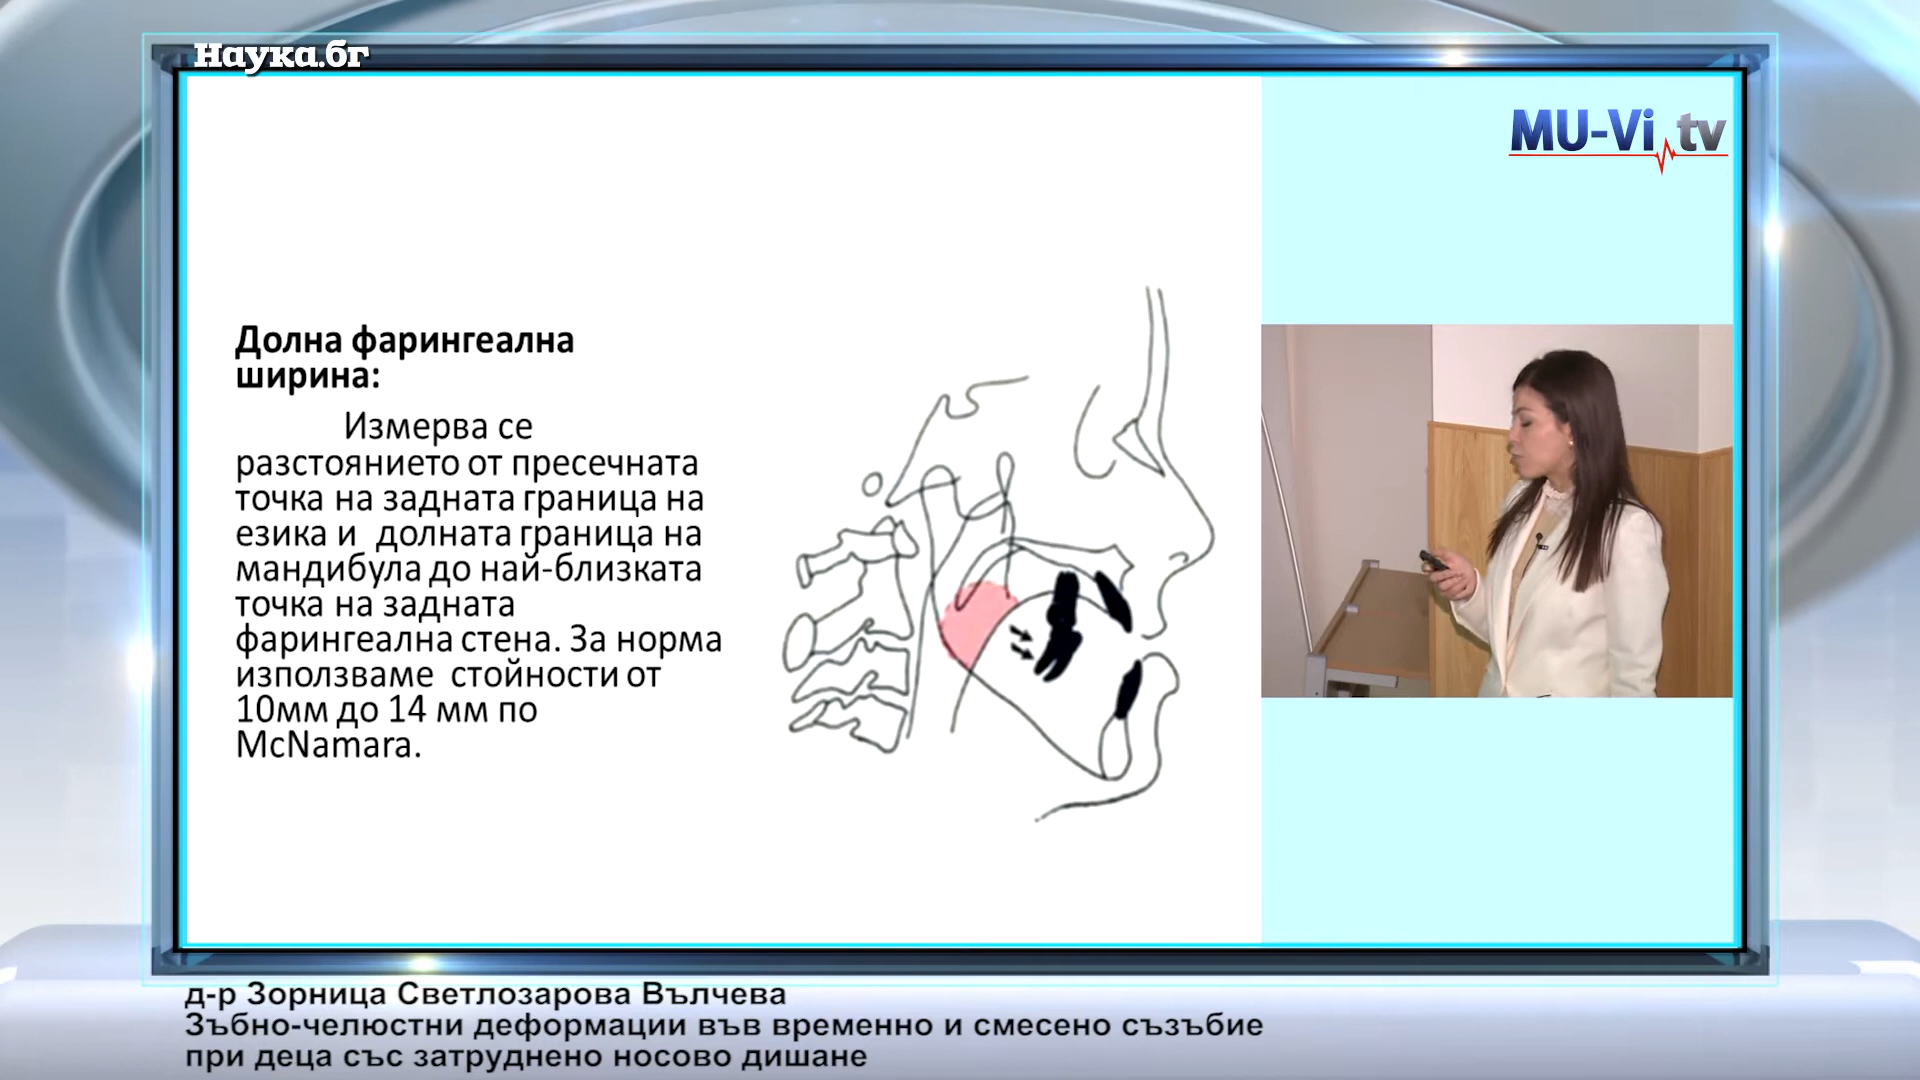 Наука.бг
MU-Vi tv
Долна фарингеална
ширина:
Измерва се
разстоянието от пресечната
точка на задната граница на
езика и долната граница на
мандибула до най-близката
точка на задната
фарингеална стена. За норма
използваме стойности от
10мм до 14 мм по
McNamara.
д-р Зорница Светлозарова Вълчева
Зъбно-челюстни деформации във временно и смесено съзъбие
при деца със затруднено носово дишане